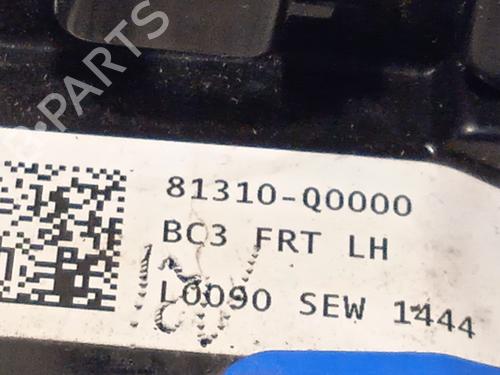 PARTS
81310-Q0000
BC3 FRT LH
L0090 SEW 1444